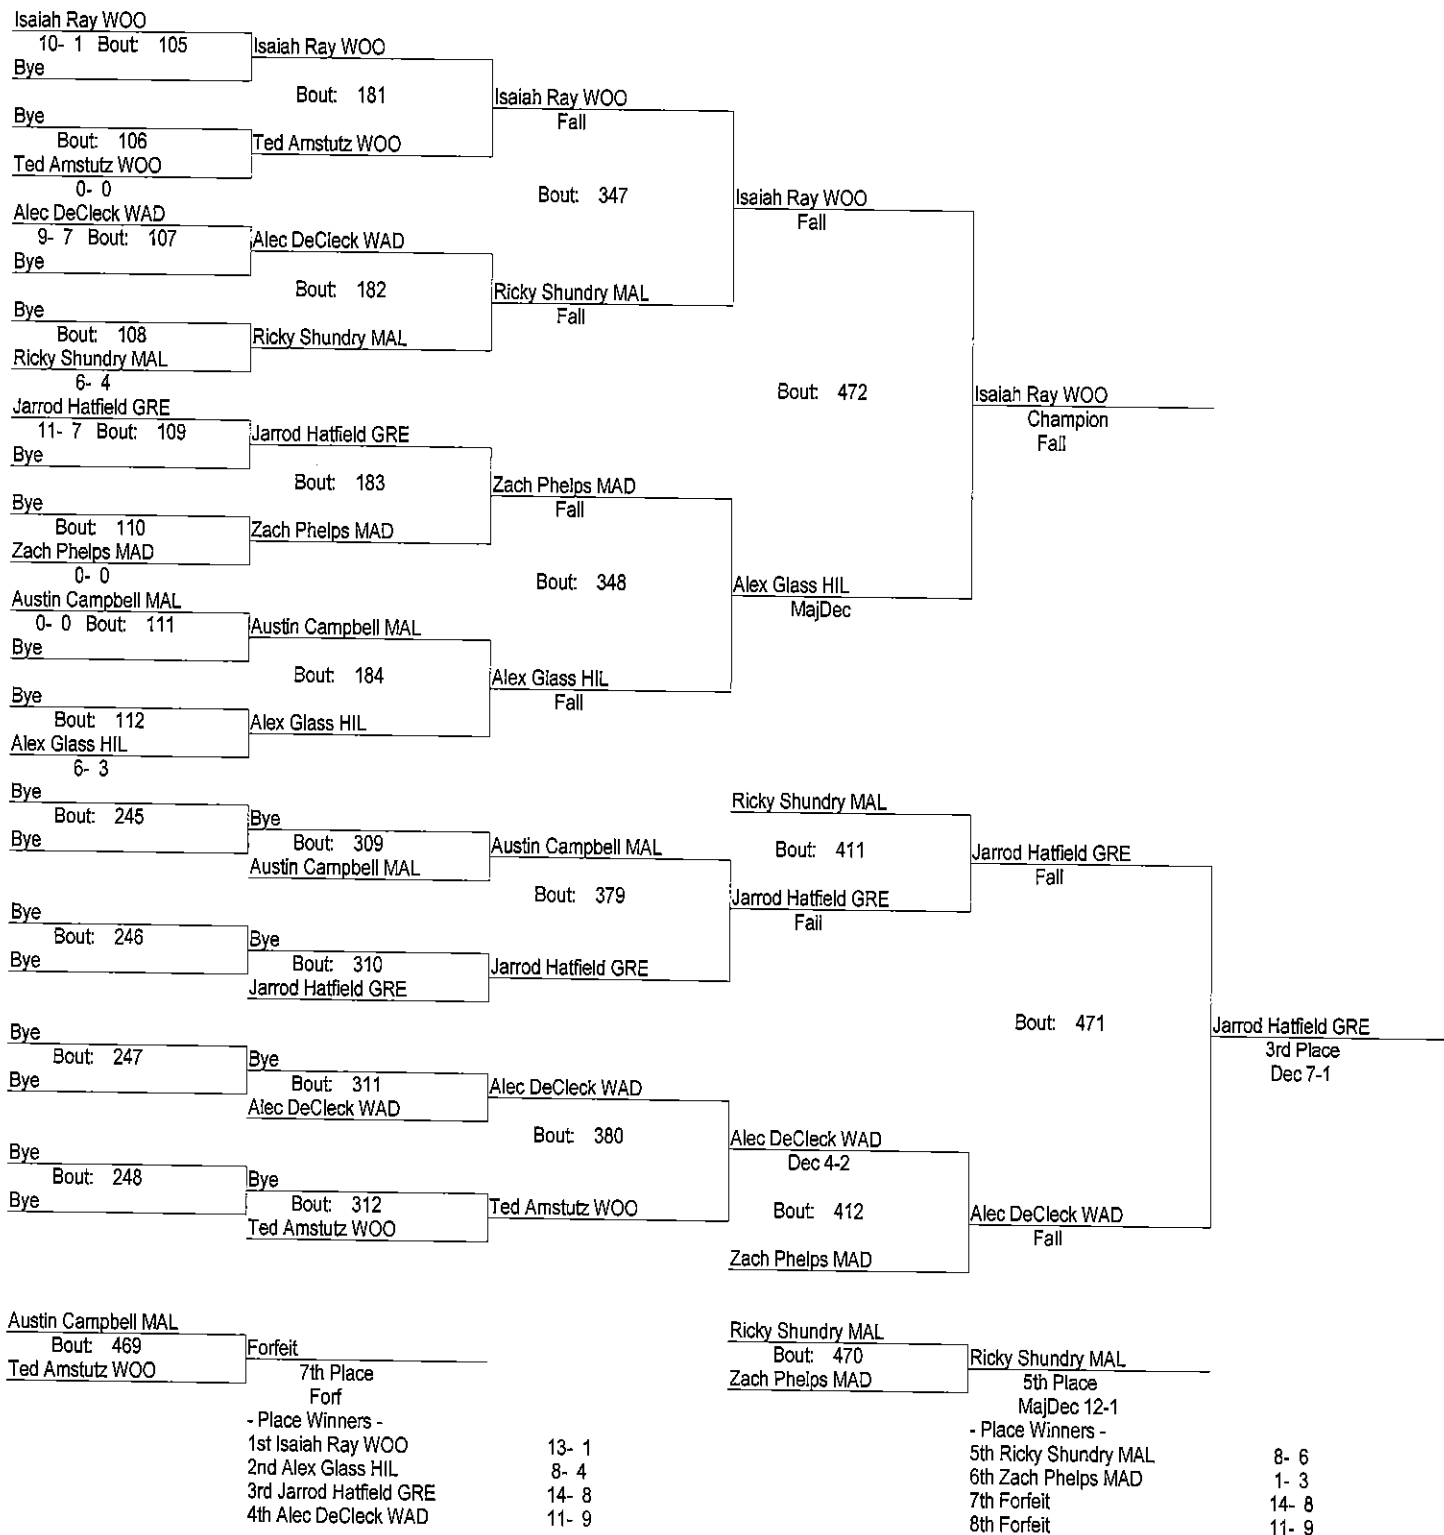 Isaiah Ray WOO
10- 1 Bout: 105
Isaiah Ray WOO
Bye
Bout: 181
Isaiah Ray WOO
Fall
Bye
Bout: 106
Ted Amstutz WOO
Ted Amstutz WOO
0- 0
Bout: 347
Isaiah Ray WOO
Fall
Alec DeCleck WAD
9- 7 Bout: 107
Alec DeCleck WAD
Bye
Bout: 182
Ricky Shundry MAL
Fall
Bye
Bout: 108
Ricky Shundry MAL
Ricky Shundry MAL
6- 4
Bout: 472
Isaiah Ray WOO
Champion
Fall
Jarrod Hatfield GRE
11- 7 Bout: 109
Jarrod Hatfield GRE
Bye
Bout: 183
Zach Phelps MAD
Fall
Bye
Bout: 110
Zach Phelps MAD
Zach Phelps MAD
0- 0
Bout: 348
Alex Glass HIL
MajDec
Austin Campbell MAL
0- 0 Bout: 111
Austin Campbell MAL
Bye
Bout: 184
Alex Glass HIL
Fall
Bye
Bout: 112
Alex Glass HIL
Alex Glass HIL
6- 3
Bye
Bout: 245
Bye
Bye
Bout: 309
Austin Campbell MAL
Austin Campbell MAL
Ricky Shundry MAL
Bout: 411
Jarrod Hatfield GRE
Fall
Bout: 379
Jarrod Hatfield GRE
Fall
Bye
Bout: 246
Bye
Bye
Bout: 310
Jarrod Hatfield GRE
Jarrod Hatfield GRE
Bout: 471
Jarrod Hatfield GRE
3rd Place
Dec 7-1
Bye
Bout: 247
Bye
Bye
Bout: 311
Alec DeCleck WAD
Alec DeCleck WAD
Bout: 380
Alec DeCleck WAD
Dec 4-2
Bye
Bout: 248
Bye
Bye
Bout: 312
Ted Amstutz WOO
Ted Amstutz WOO
Bout: 412
Alec DeCleck WAD
Fall
Zach Phelps MAD
Austin Campbell MAL
Bout: 469
Ted Amstutz WOO
Forfeit
7th Place
Forf
- Place Winners -
1st Isaiah Ray WOO 13- 1
2nd Alex Glass HIL 8- 4
3rd Jarrod Hatfield GRE 14- 8
4th Alec DeCleck WAD 11- 9
Ricky Shundry MAL
Bout: 470
Zach Phelps MAD
Ricky Shundry MAL
5th Place
MajDec 12-1
- Place Winners -
5th Ricky Shundry MAL 8- 6
6th Zach Phelps MAD 1- 3
7th Forfeit 14- 8
8th Forfeit 11- 9